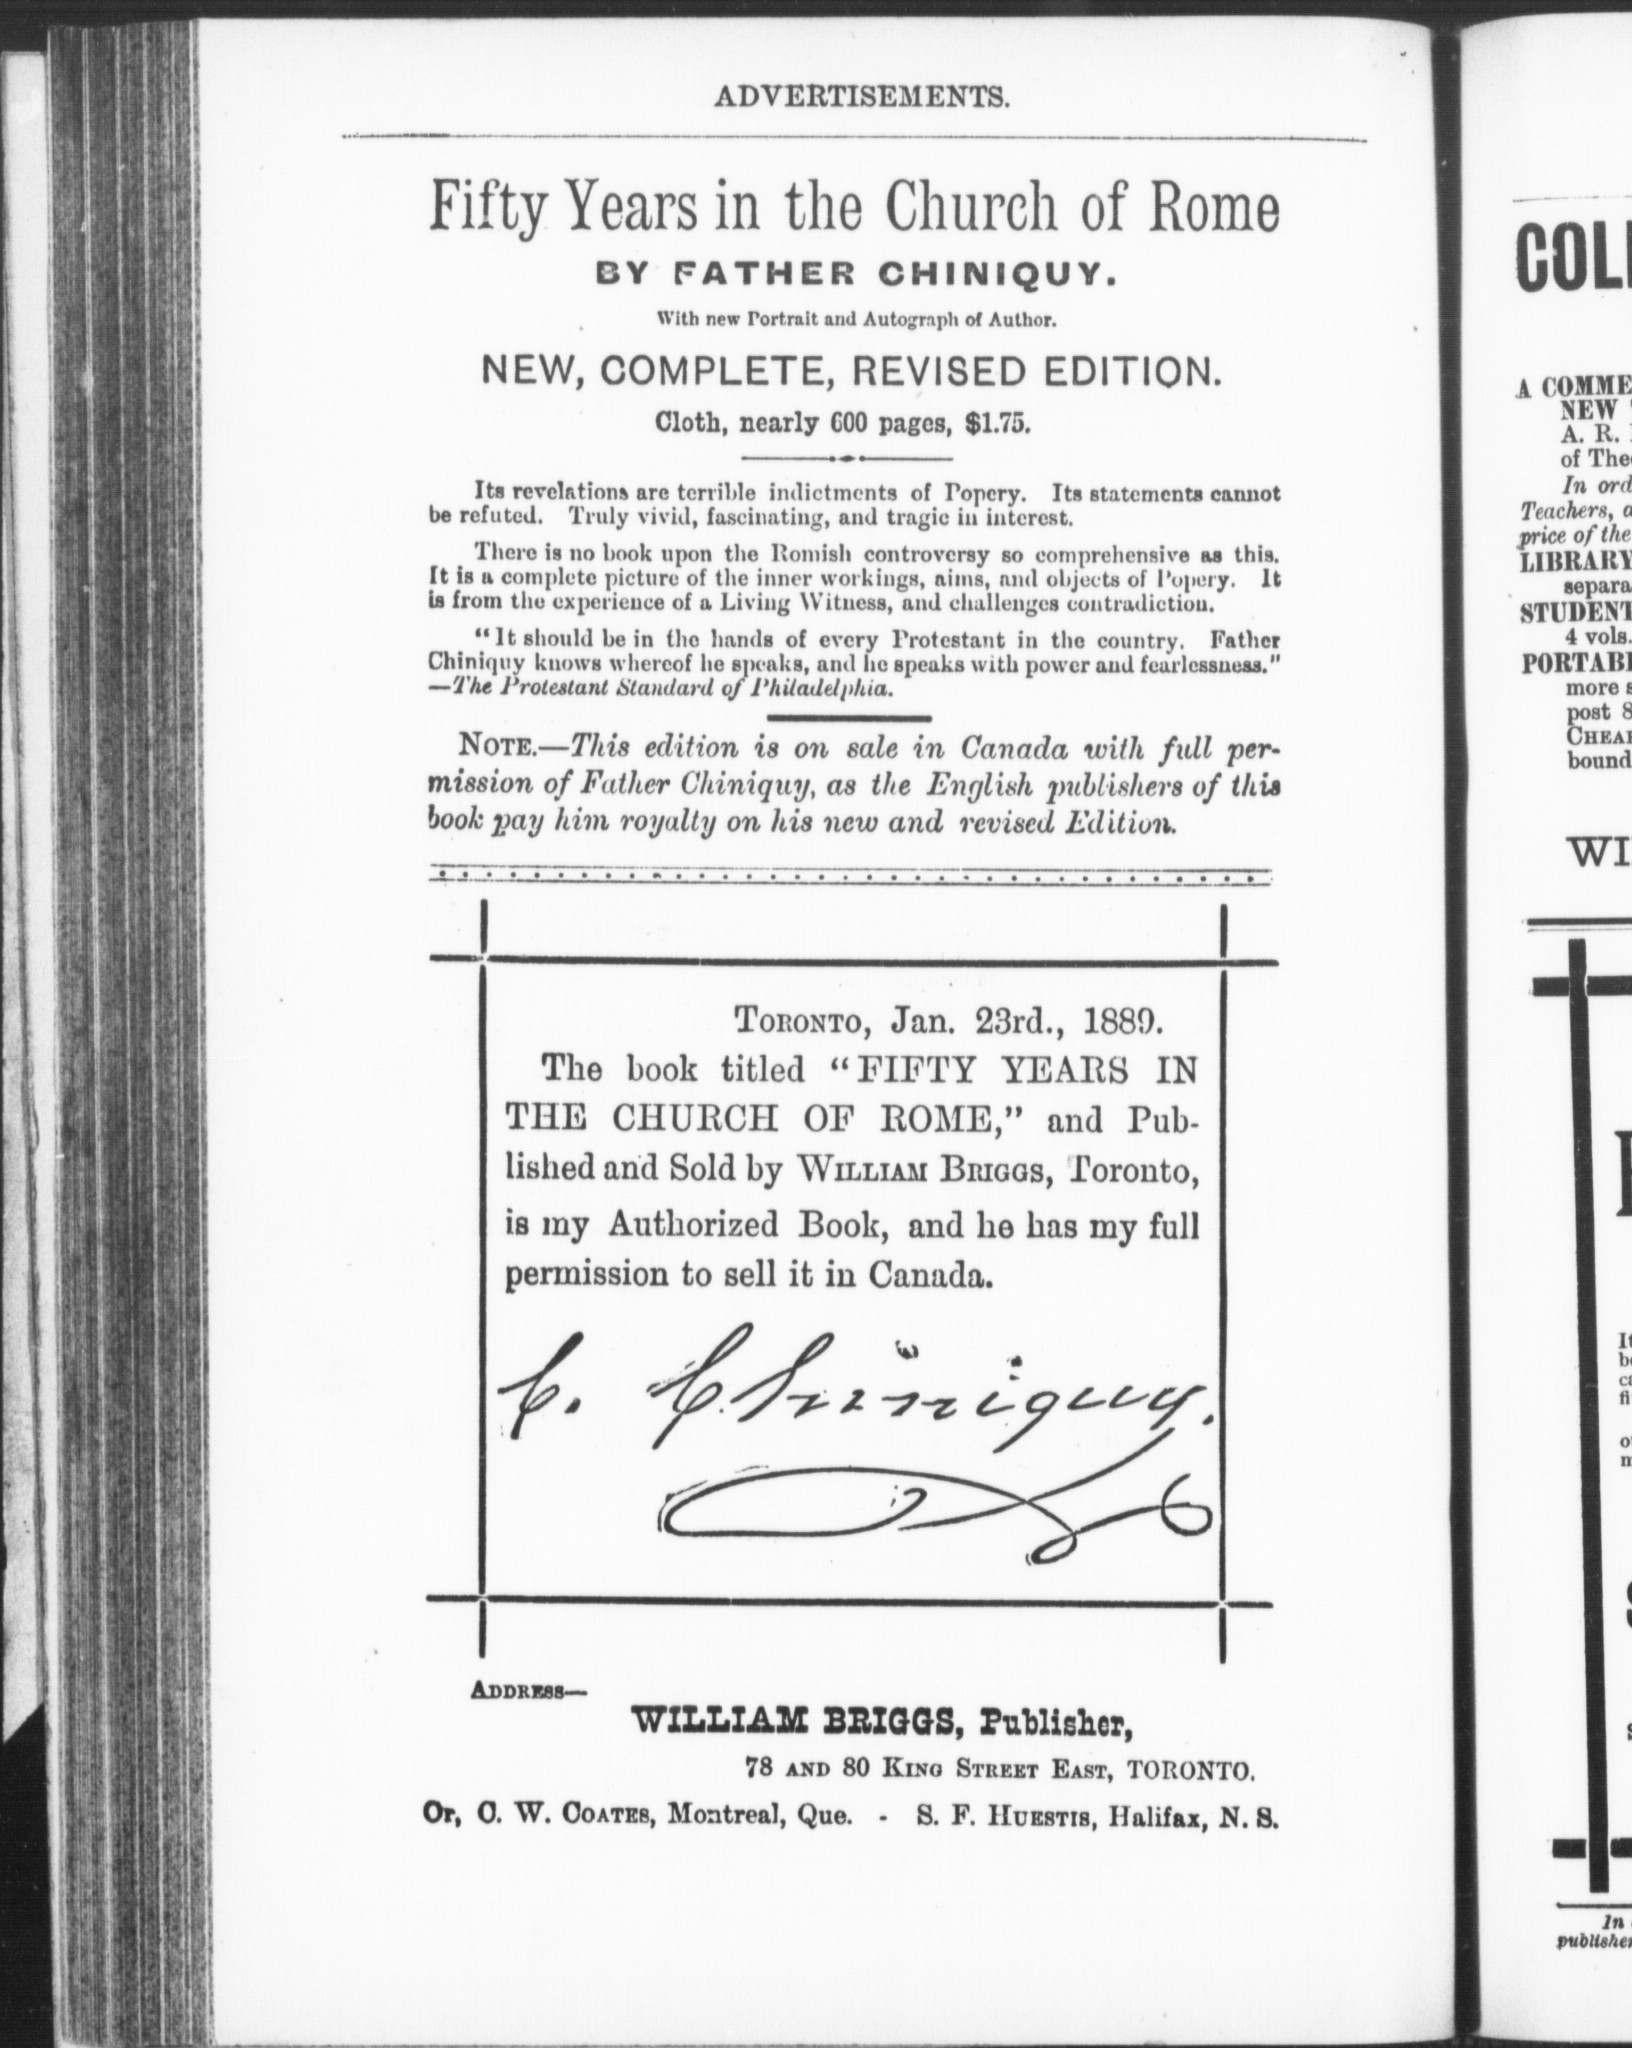 ADVERTISEMENTS.
Fifty Years in the Church of Rome
BY FATHER CHINIQUY.
With new Portrait and Autograph of Author.
NEW, COMPLETE, REVISED EDITION.
Cloth, nearly 600 pages, $1.75.
Its revelations are terrible indictments of Popery. Its statements cannot
be refuted. Truly vivid, fascinating, and tragic in interest.
There is no book upon the Romish controversy so comprehensive as this.
It is a complete picture of the inner workings, aims, and objects of Popery. It
is from the experience of a Living Witness, and challenges contradiction.
"It should be in the hands of every Protestant in the country. Father
Chiniquy knows whereof he speaks, and he speaks with power and fearlessness."
—The Protestant Standard of Philadelphia.
NOTE.—This edition is on sale in Canada with full per-
mission of Father Chiniquy, as the English publishers of this
book pay him royalty on his new and revised Edition.
TORONTO, Jan. 23rd., 1889.
The book titled "FIFTY YEARS IN
THE CHURCH OF ROME," and Pub-
lished and Sold by WILLIAM BRIGGS, Toronto,
is my Authorized Book, and he has my full
permission to sell it in Canada.
C. Chiniquy.
ADDRESS—
WILLIAM BRIGGS, Publisher,
78 AND 80 KING STREET EAST, TORONTO.
Or, C. W. COATES, Montreal, Que. - S. F. HUESTIS, Halifax, N. S.
A COMME
NEW
A. R.
of The
In ord
Teachers, a
price of the
LIBRARY
separa
STUDENT
4 vols.
PORTABL
more s
post 8
CHEAP
bound
WI
In
publisher